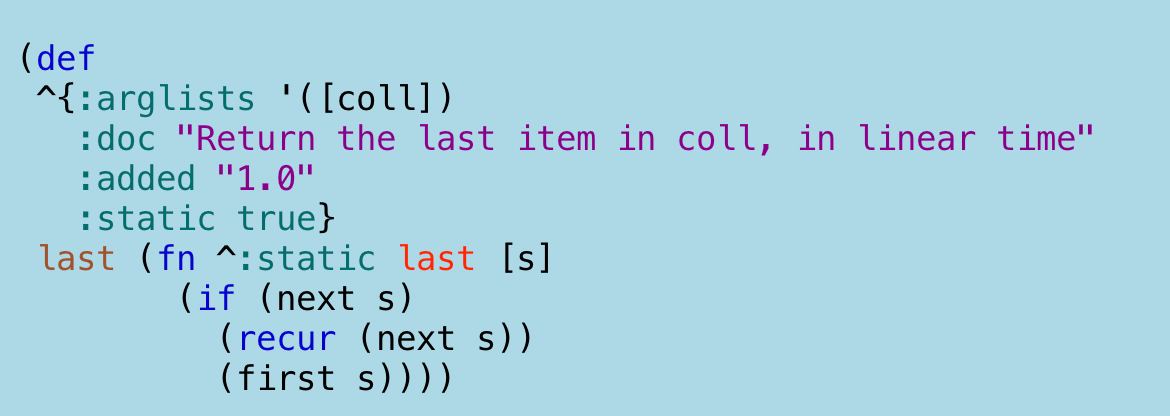 (def
 ^{:arglists '([coll])
   :doc "Return the last item in coll, in linear time"
   :added "1.0"
   :static true}
 last (fn ^:static last [s]
        (if (next s)
          (recur (next s))
          (first s))))